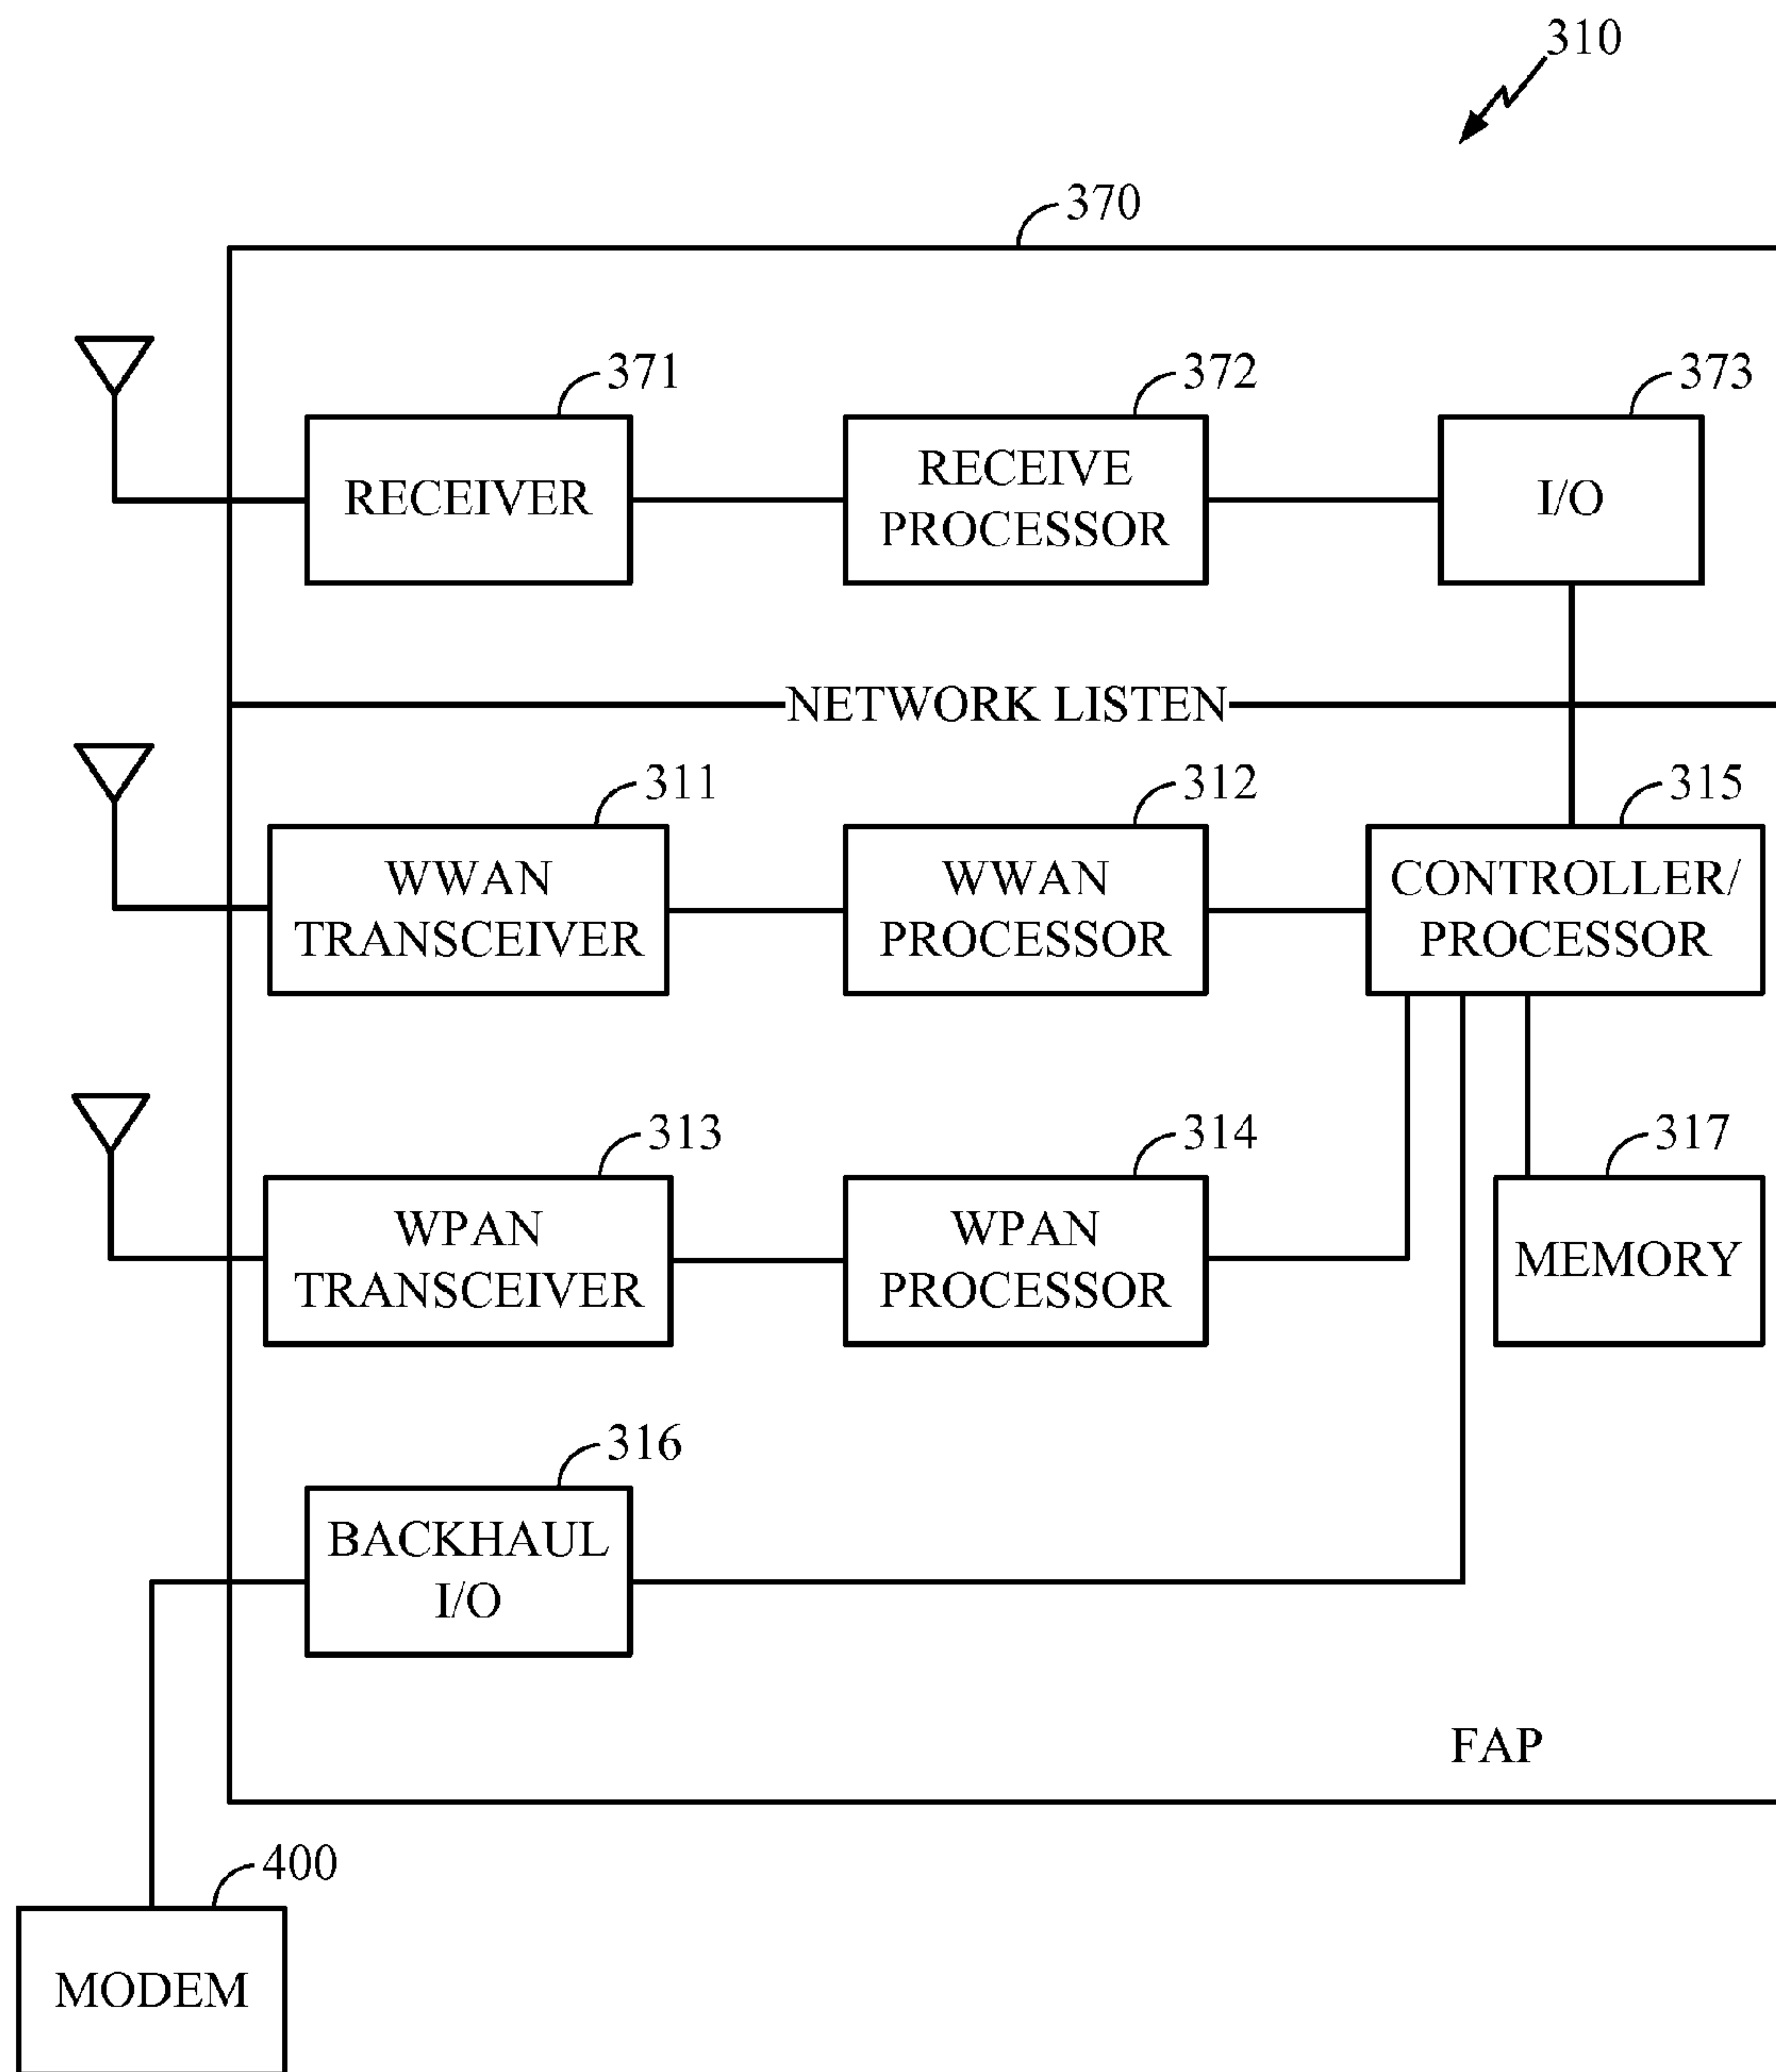 310
370
371
372
373
RECEIVER
RECEIVE
PROCESSOR
I/O
NETWORK LISTEN
311
312
315
WWAN
TRANSCEIVER
WWAN
PROCESSOR
CONTROLLER/
PROCESSOR
313
314
317
WPAN
TRANSCEIVER
WPAN
PROCESSOR
MEMORY
316
BACKHAUL
I/O
FAP
400
MODEM